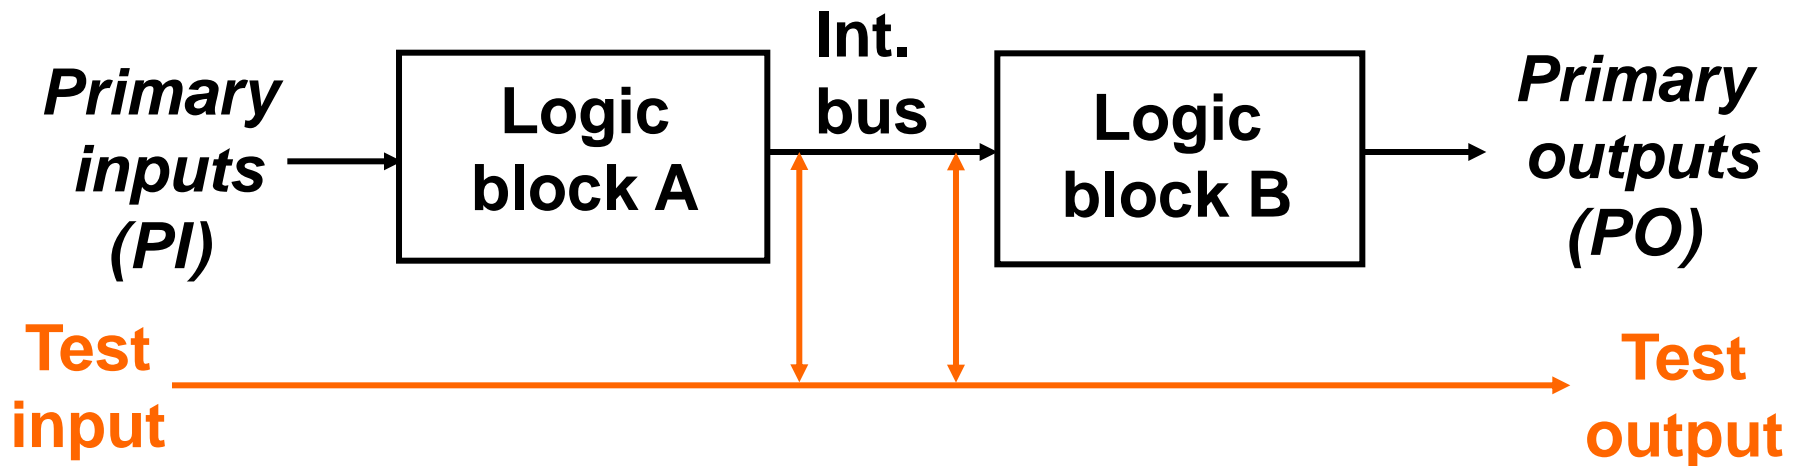 Primary
inputs
(PI)
Logic
block A
Int.
bus
Logic
block B
Primary
outputs
(PO)
Test
input
Test
output